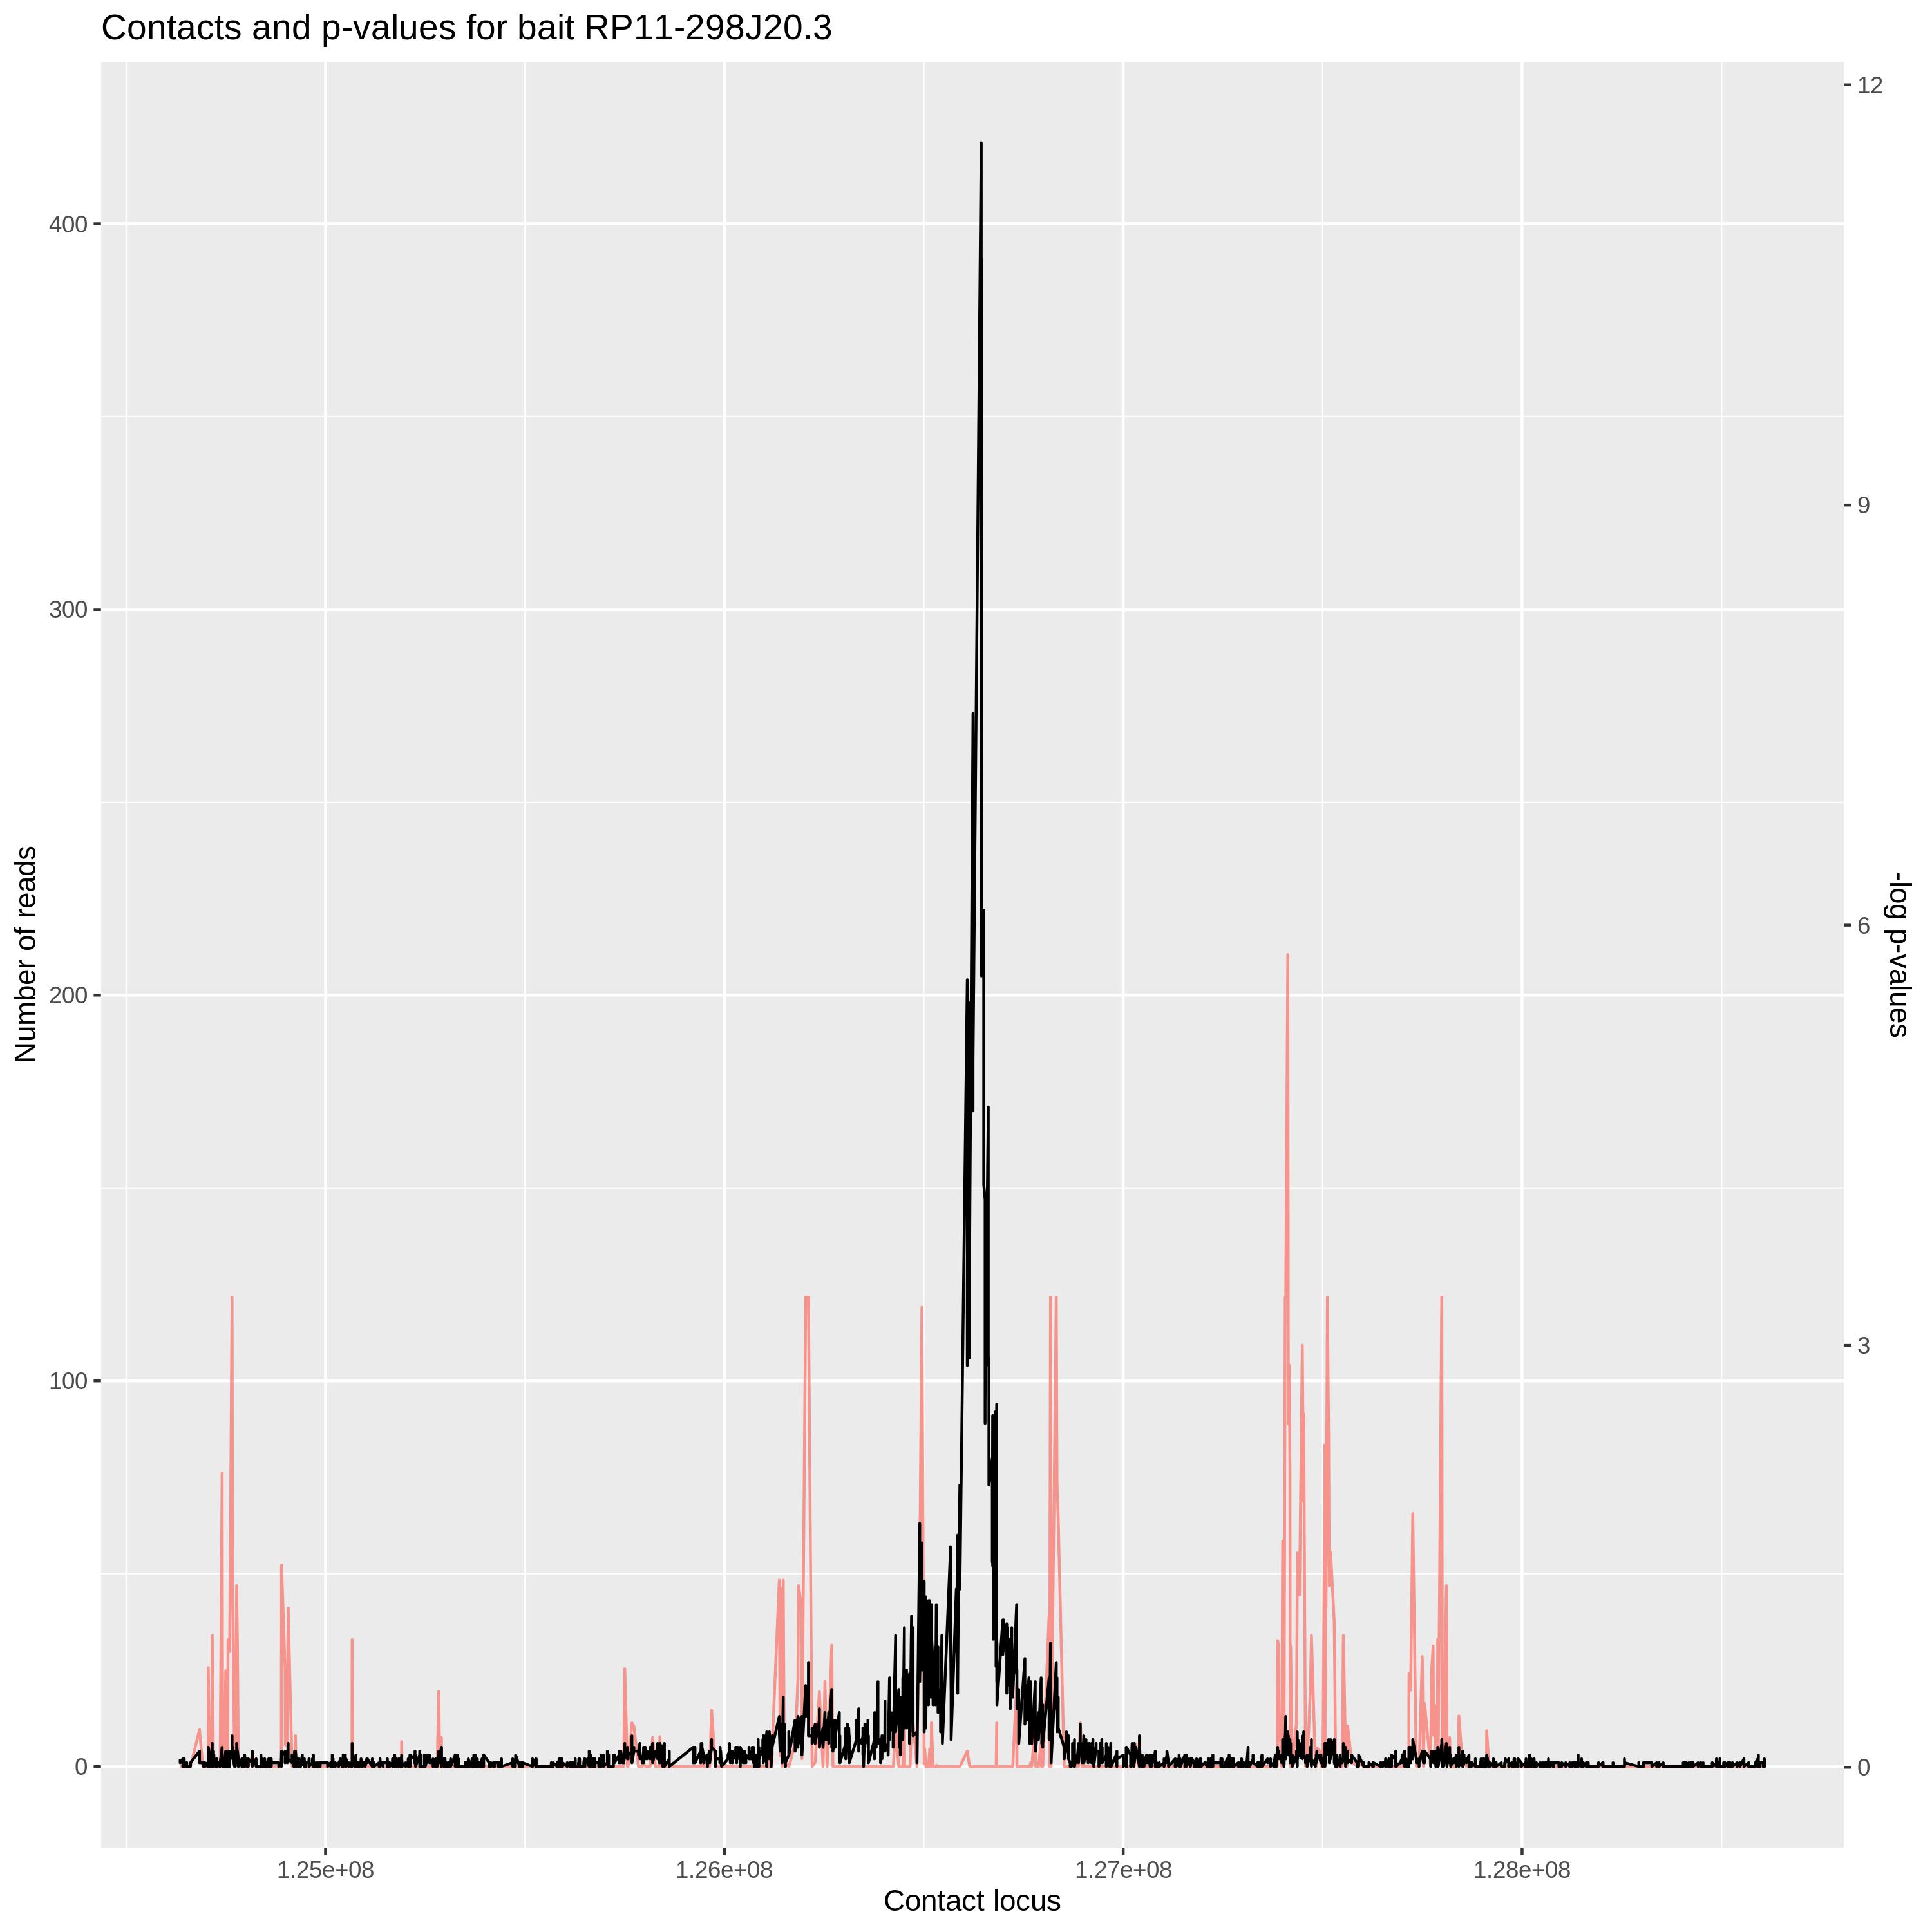 Contacts and p-values for bait RP11-298J20.3
12
400
9
300
Number of reads
-log p-values
6
200
3
100
0
0
1.25e+08
1.26e+08
1.27e+08
1.28e+08
Contact locus